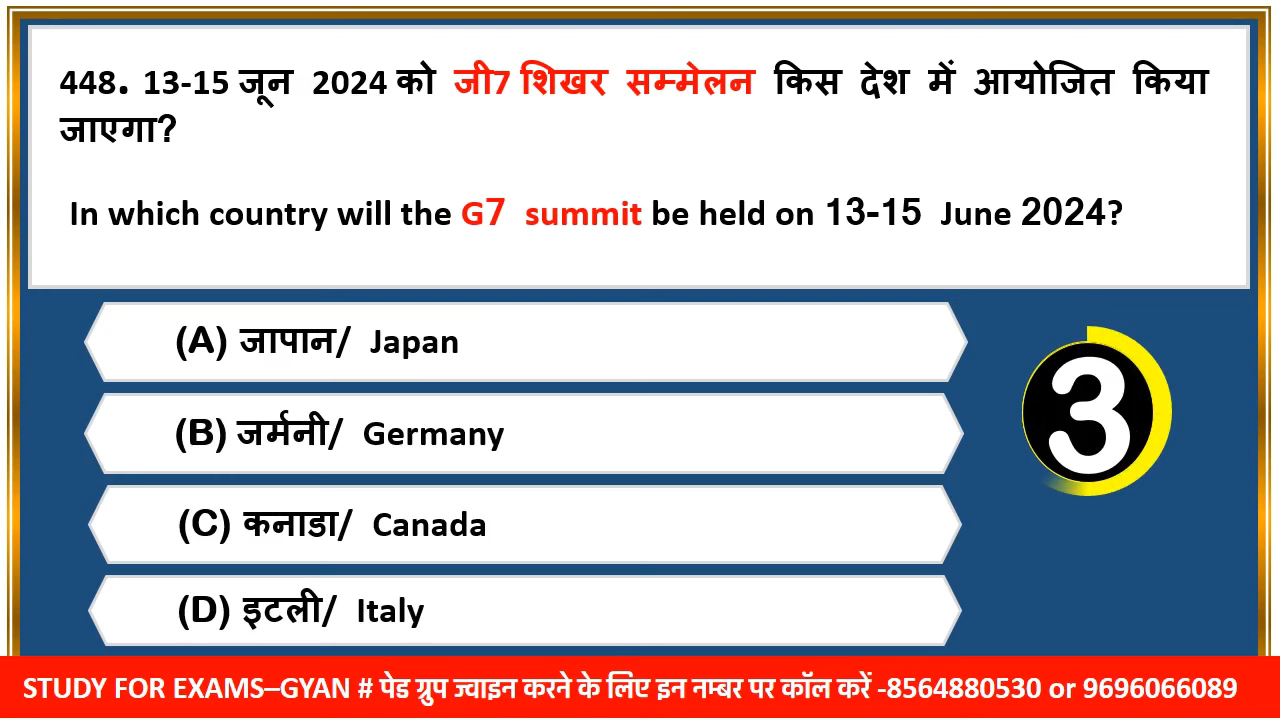 448. 13-15 जून 2024 को जी7 शिखर सम्मेलन किस देश में आयोजित किया
जाएगा?
In which country will the G7 summit be held on 13-15 June 2024?
(A) जापान/ Japan
(B) जर्मनी/ Germany
(C) कनाडा/ Canada
(D) इटली/ Italy
3
STUDY FOR EXAMS–GYAN # पेड ग्रुप ज्वाइन करने के लिए इन नम्बर पर कॉल करें -8564880530 or 9696066089